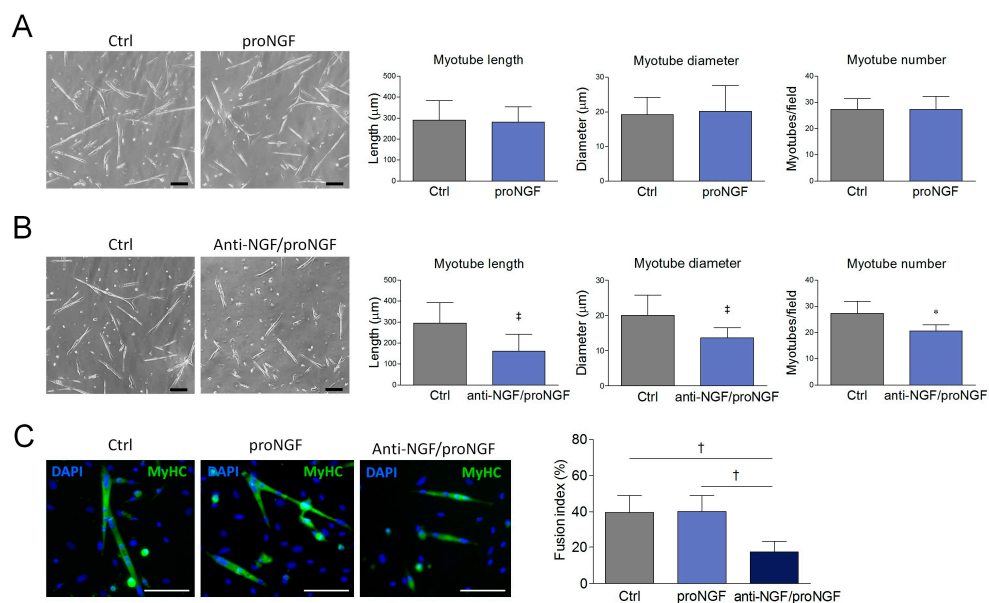 A
Ctrl
proNGF
Myotube length
Length (µm)
500
400
300
200
100
0
Ctrl
proNGF
Myotube diameter
Diameter (µm)
30
20
10
0
Ctrl
proNGF
Myotube number
Myotubes/field
40
30
20
10
0
Ctrl
proNGF
B
Ctrl
Anti-NGF/proNGF
Myotube length
Length (µm)
500
400
300
200
100
0
‡
Ctrl
anti-NGF/proNGF
Myotube diameter
Diameter (µm)
30
20
10
0
‡
Ctrl
anti-NGF/proNGF
Myotube number
Myotubes/field
40
30
20
10
0
*
Ctrl
anti-NGF/proNGF
C
Ctrl
proNGF
Anti-NGF/proNGF
DAPI MyHC
DAPI MyHC
DAPI MyHC
Fusion index (%)
80
60
40
20
0
†
†
Ctrl
proNGF
anti-NGF/proNGF